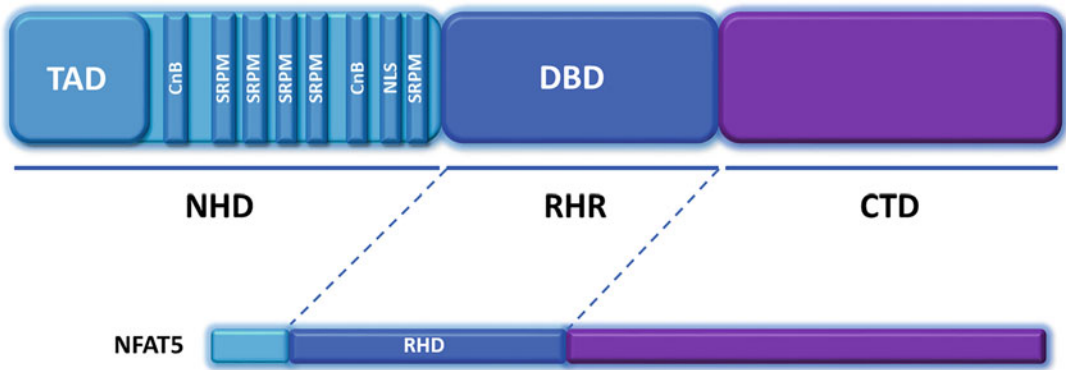 TAD CnB SRPM SRPM SRPM SRPM CnB NLS SRPM DBD
NHD RHR CTD
NFAT5 RHD